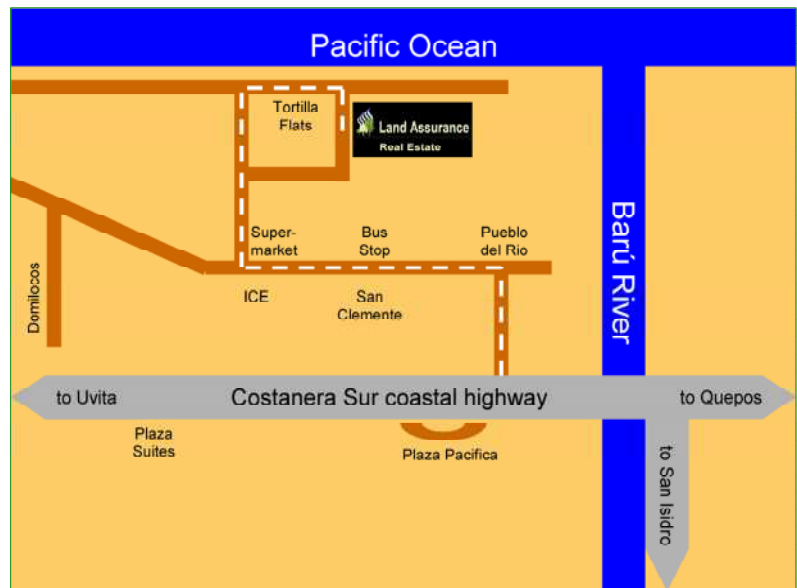 Pacific Ocean
Tortilla
Flats
Land Assurance
Real Estate
Super-
market
Bus
Stop
Pueblo
del Rio
Barú River
ICE
San
Clemente
Domilocos
to Uvita
Costanera Sur coastal highway
to Quepos
Plaza
Suites
Plaza Pacifica
to San Isidro